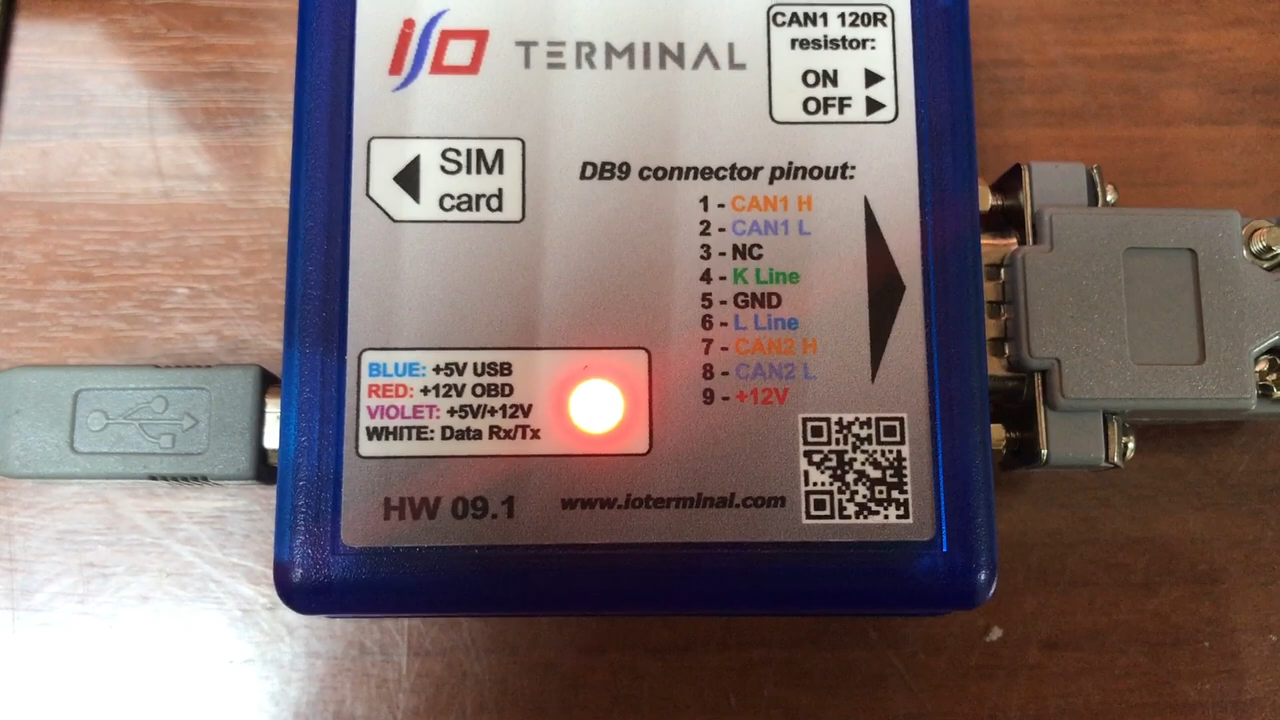 I/O TERMINAL
CAN1 120R
resistor:
ON
OFF
SIM
card
DB9 connector pinout:
1 - CAN1 H
2 - CAN1 L
3 - NC
4 - K Line
5 - GND
6 - L Line
7 - CAN2 H
8 - CAN2 L
9 - +12V
BLUE: +5V USB
RED: +12V OBD
VIOLET: +5V/+12V
WHITE: Data Rx/Tx
HW 09.1
www.ioterminal.com